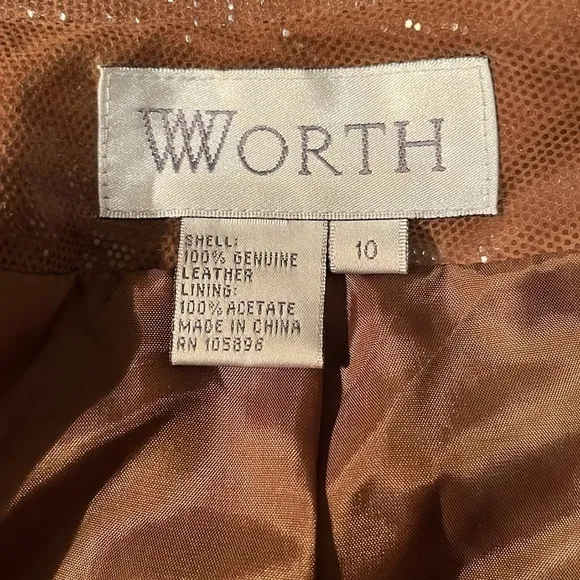 WORTH
SHELL:
100% GENUINE
LEATHER
LINING:
100% ACETATE
MADE IN CHINA
RN 105896
10